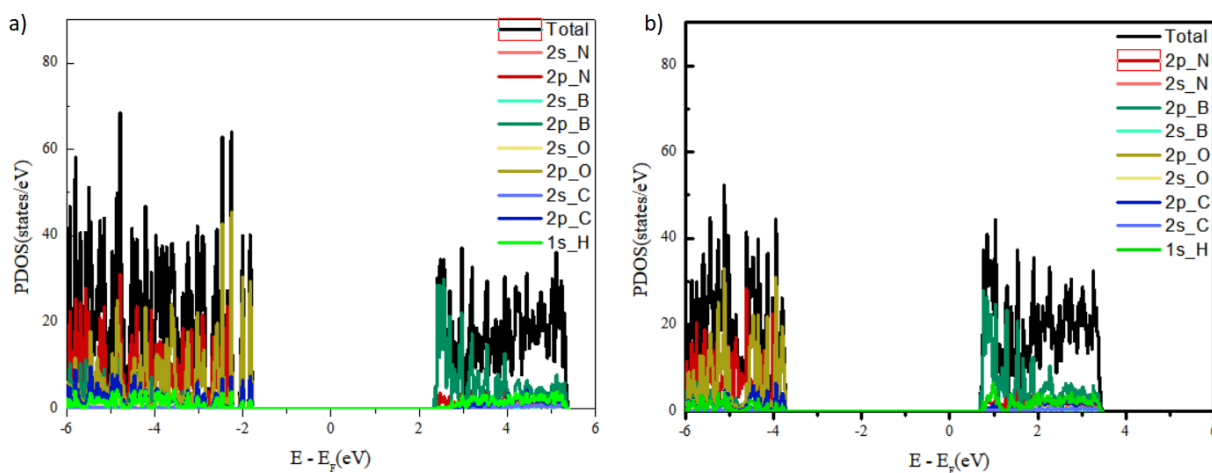 a)
Total
2s_N
2p_N
2s_B
2p_B
2s_O
2p_O
2s_C
2p_C
1s_H
80
60
40
20
0
PDOS(states/eV)
-6 -4 -2 0 2 4 6
E - E_F(eV)
b)
Total
2p_N
2s_N
2p_B
2s_B
2p_O
2s_O
2p_C
2s_C
1s_H
80
60
40
20
0
PDOS(states/eV)
-6 -4 -2 0 2 4 6
E - E_F(eV)